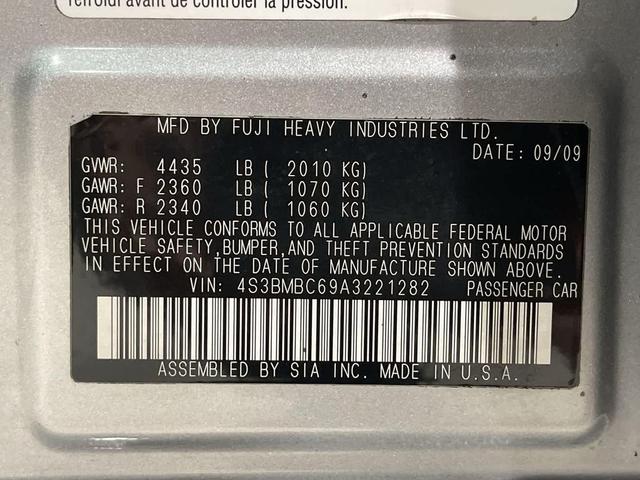 refroidi avant de contrôler la pression.
MFD BY FUJI HEAVY INDUSTRIES LTD.
DATE: 09/09
GVWR: 4435 LB ( 2010 KG)
GAWR: F 2360 LB ( 1070 KG)
GAWR: R 2340 LB ( 1060 KG)
THIS VEHICLE CONFORMS TO ALL APPLICABLE FEDERAL MOTOR
VEHICLE SAFETY,BUMPER,AND THEFT PREVENTION STANDARDS
IN EFFECT ON THE DATE OF MANUFACTURE SHOWN ABOVE.
VIN: 4S3BMBC69A3221282 PASSENGER CAR
ASSEMBLED BY SIA INC. MADE IN U.S.A.